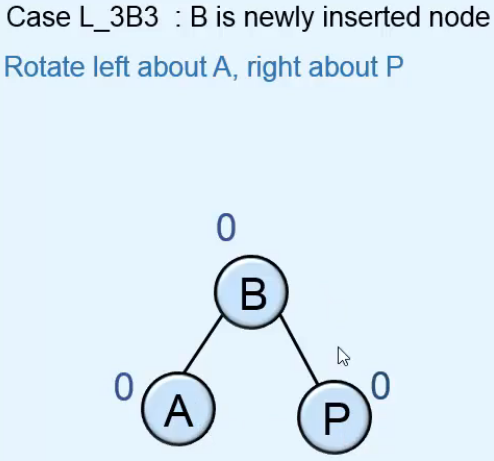 Case L_3B3 : B is newly inserted node
Rotate left about A, right about P
0
B
0
A
P
0